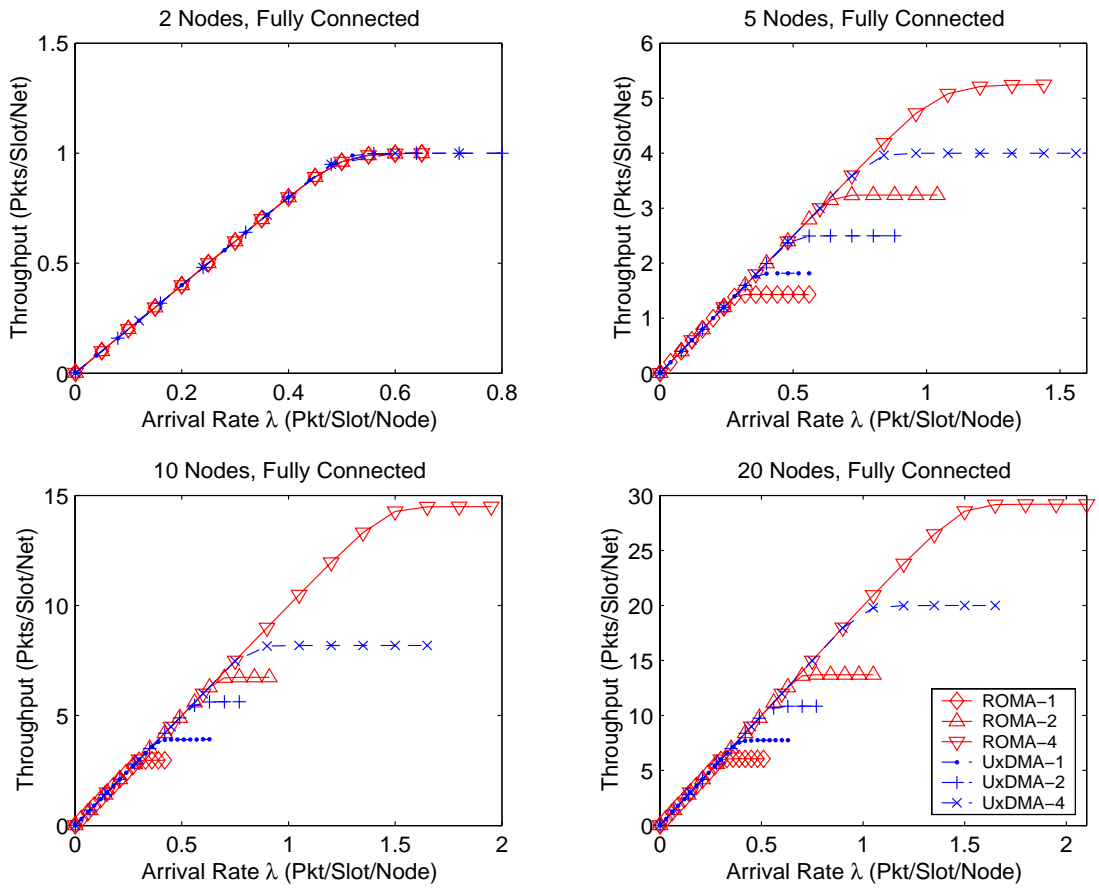 2 Nodes, Fully Connected
Throughput (Pkts/Slot/Net)
1.5
1
0.5
0
0
0.2
0.4
0.6
0.8
Arrival Rate λ (Pkt/Slot/Node)
5 Nodes, Fully Connected
Throughput (Pkts/Slot/Net)
6
5
4
3
2
1
0
0
0.5
1
1.5
Arrival Rate λ (Pkt/Slot/Node)
10 Nodes, Fully Connected
Throughput (Pkts/Slot/Net)
15
10
5
0
0
0.5
1
1.5
2
Arrival Rate λ (Pkt/Slot/Node)
20 Nodes, Fully Connected
Throughput (Pkts/Slot/Net)
30
25
20
15
10
5
0
0
0.5
1
1.5
2
Arrival Rate λ (Pkt/Slot/Node)
ROMA−1
ROMA−2
ROMA−4
UxDMA−1
UxDMA−2
UxDMA−4